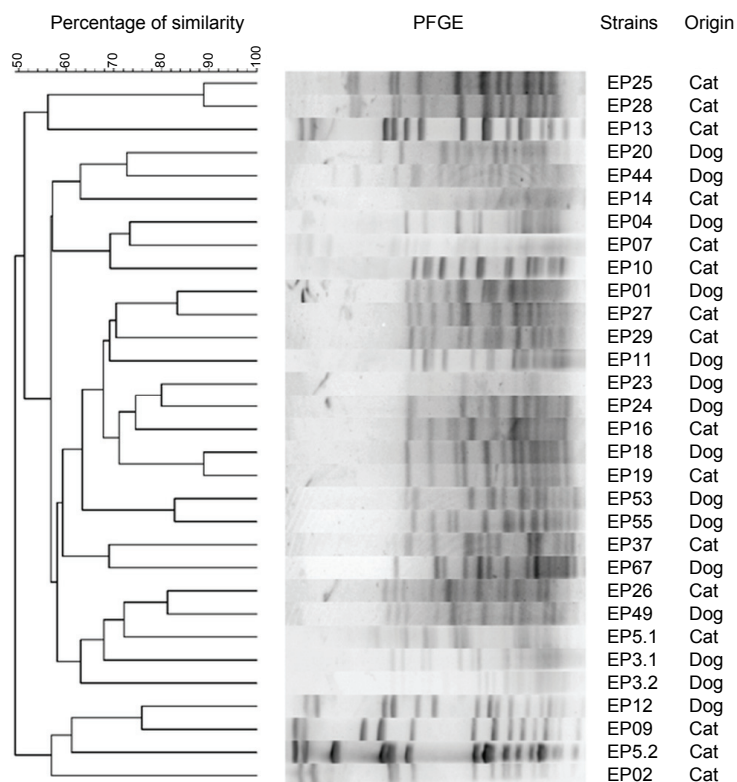 Percentage of similarity PFGE Strains Origin
50 60 70 80 90 100
EP25 Cat
EP28 Cat
EP13 Cat
EP20 Dog
EP44 Dog
EP14 Cat
EP04 Dog
EP07 Cat
EP10 Cat
EP01 Dog
EP27 Cat
EP29 Cat
EP11 Dog
EP23 Dog
EP24 Dog
EP16 Cat
EP18 Dog
EP19 Cat
EP53 Dog
EP55 Dog
EP37 Cat
EP67 Dog
EP26 Cat
EP49 Dog
EP5.1 Cat
EP3.1 Dog
EP3.2 Dog
EP12 Dog
EP09 Cat
EP5.2 Cat
EP02 Cat